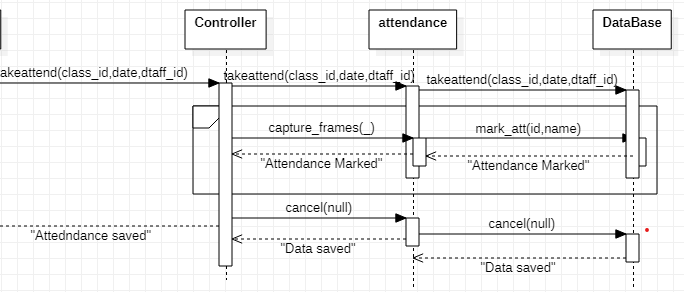 Controller
attendance
DataBase
akeattend(class_id,date,dtaff_id)
takeattend(class_id,date,dtaff_id)
takeattend(class_id,date,dtaff_id)
capture_frames(_)
mark_att(id,name)
"Attendance Marked"
"Attendance Marked"
cancel(null)
cancel(null)
"Attedndance saved"
"Data saved"
"Data saved"